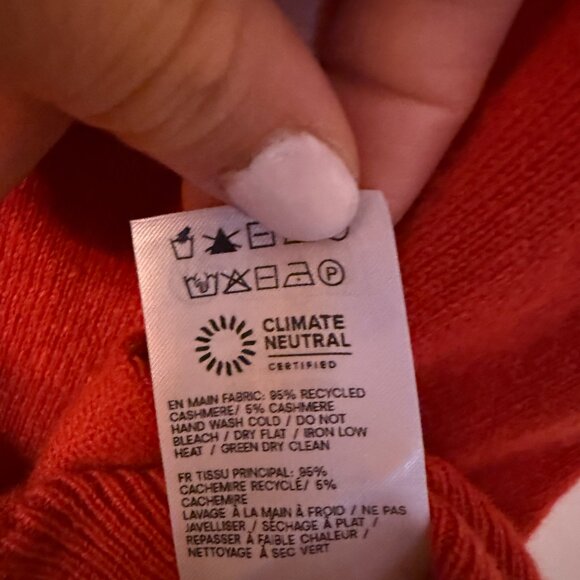 P
CLIMATE
NEUTRAL
CERTIFIED
EN MAIN FABRIC: 95% RECYCLED
CASHMERE/ 5% CASHMERE
HAND WASH COLD / DO NOT
BLEACH / DRY FLAT / IRON LOW
HEAT / GREEN DRY CLEAN
FR TISSU PRINCIPAL: 95%
CACHEMIRE RECYCLÉ/ 5%
CACHEMIRE
LAVAGE À LA MAIN À FROID / NE PAS
JAVELLISER / SÉCHAGE À PLAT /
REPASSER À FAIBLE CHALEUR /
NETTOYAGE À SEC VERT